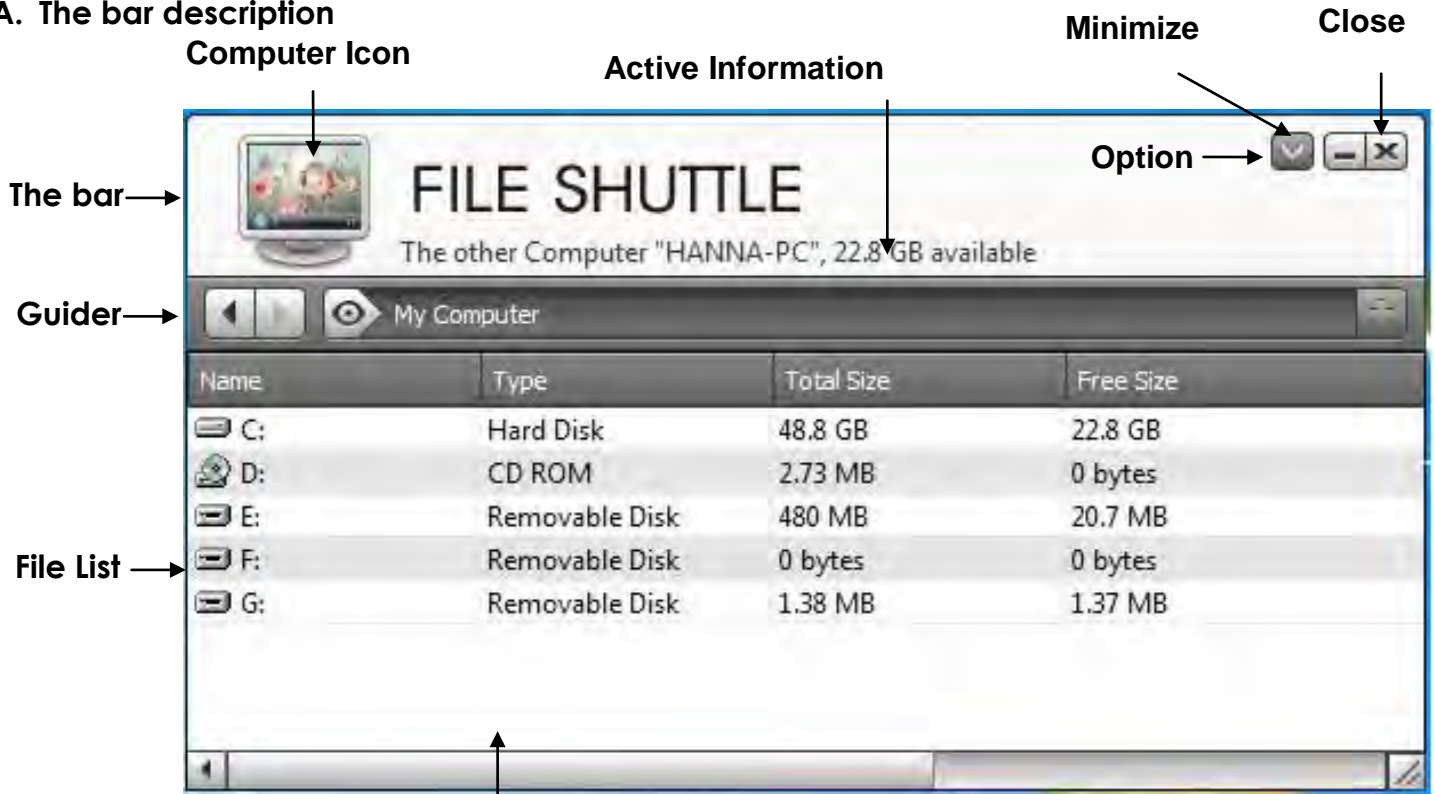 A. The bar description
Computer Icon
Active Information
Minimize
Close
Option
The bar
FILE SHUTTLE
The other Computer "HANNA-PC", 22.8 GB available
Guider
My Computer
Name Type Total Size Free Size
C: Hard Disk 48.8 GB 22.8 GB
D: CD ROM 2.73 MB 0 bytes
E: Removable Disk 480 MB 20.7 MB
File List
F: Removable Disk 0 bytes 0 bytes
G: Removable Disk 1.38 MB 1.37 MB